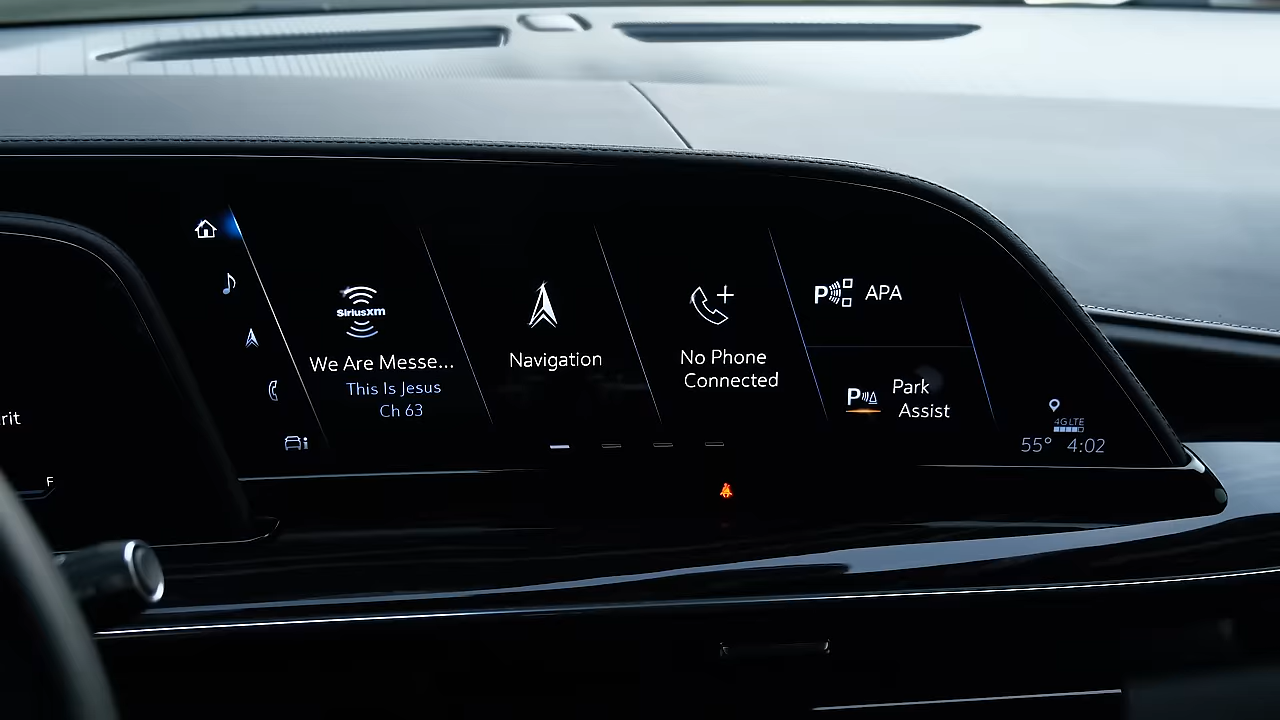 SiriusXm
We Are Messe...
This Is Jesus
Ch 63
Navigation
No Phone
Connected
P APA
P Park
Assist
4G LTE
55° 4:02
rit
F